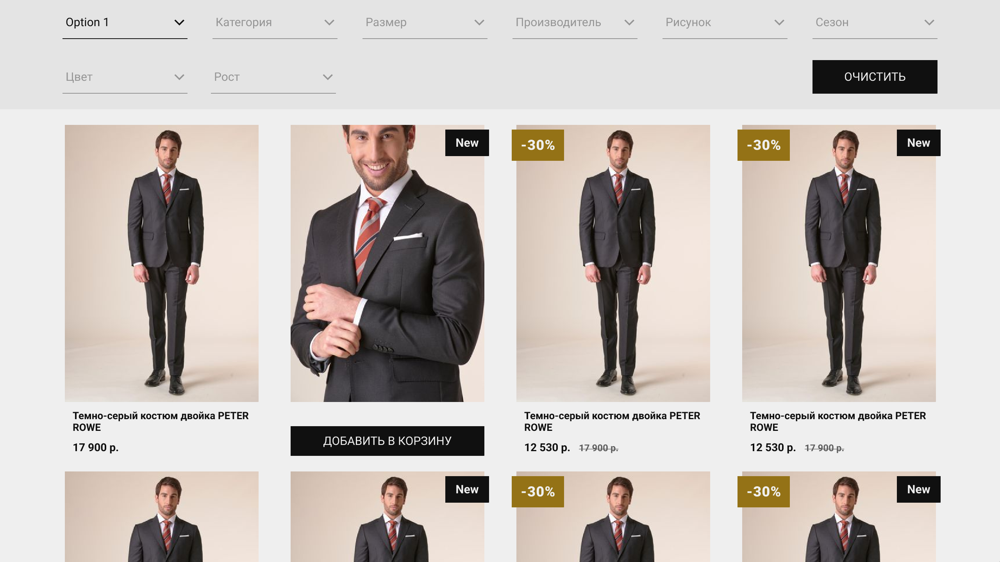 Option 1
Категория
Размер
Производитель
Рисунок
Сезон
Цвет
Рост
ОЧИСТИТЬ
New
-30%
-30%
New
Темно-серый костюм двойка PETER
ROWE
17 900 р.
ДОБАВИТЬ В КОРЗИНУ
Темно-серый костюм двойка PETER
ROWE
12 530 р. 17 900 р.
Темно-серый костюм двойка PETER
ROWE
12 530 р. 17 900 р.
New
-30%
-30%
New